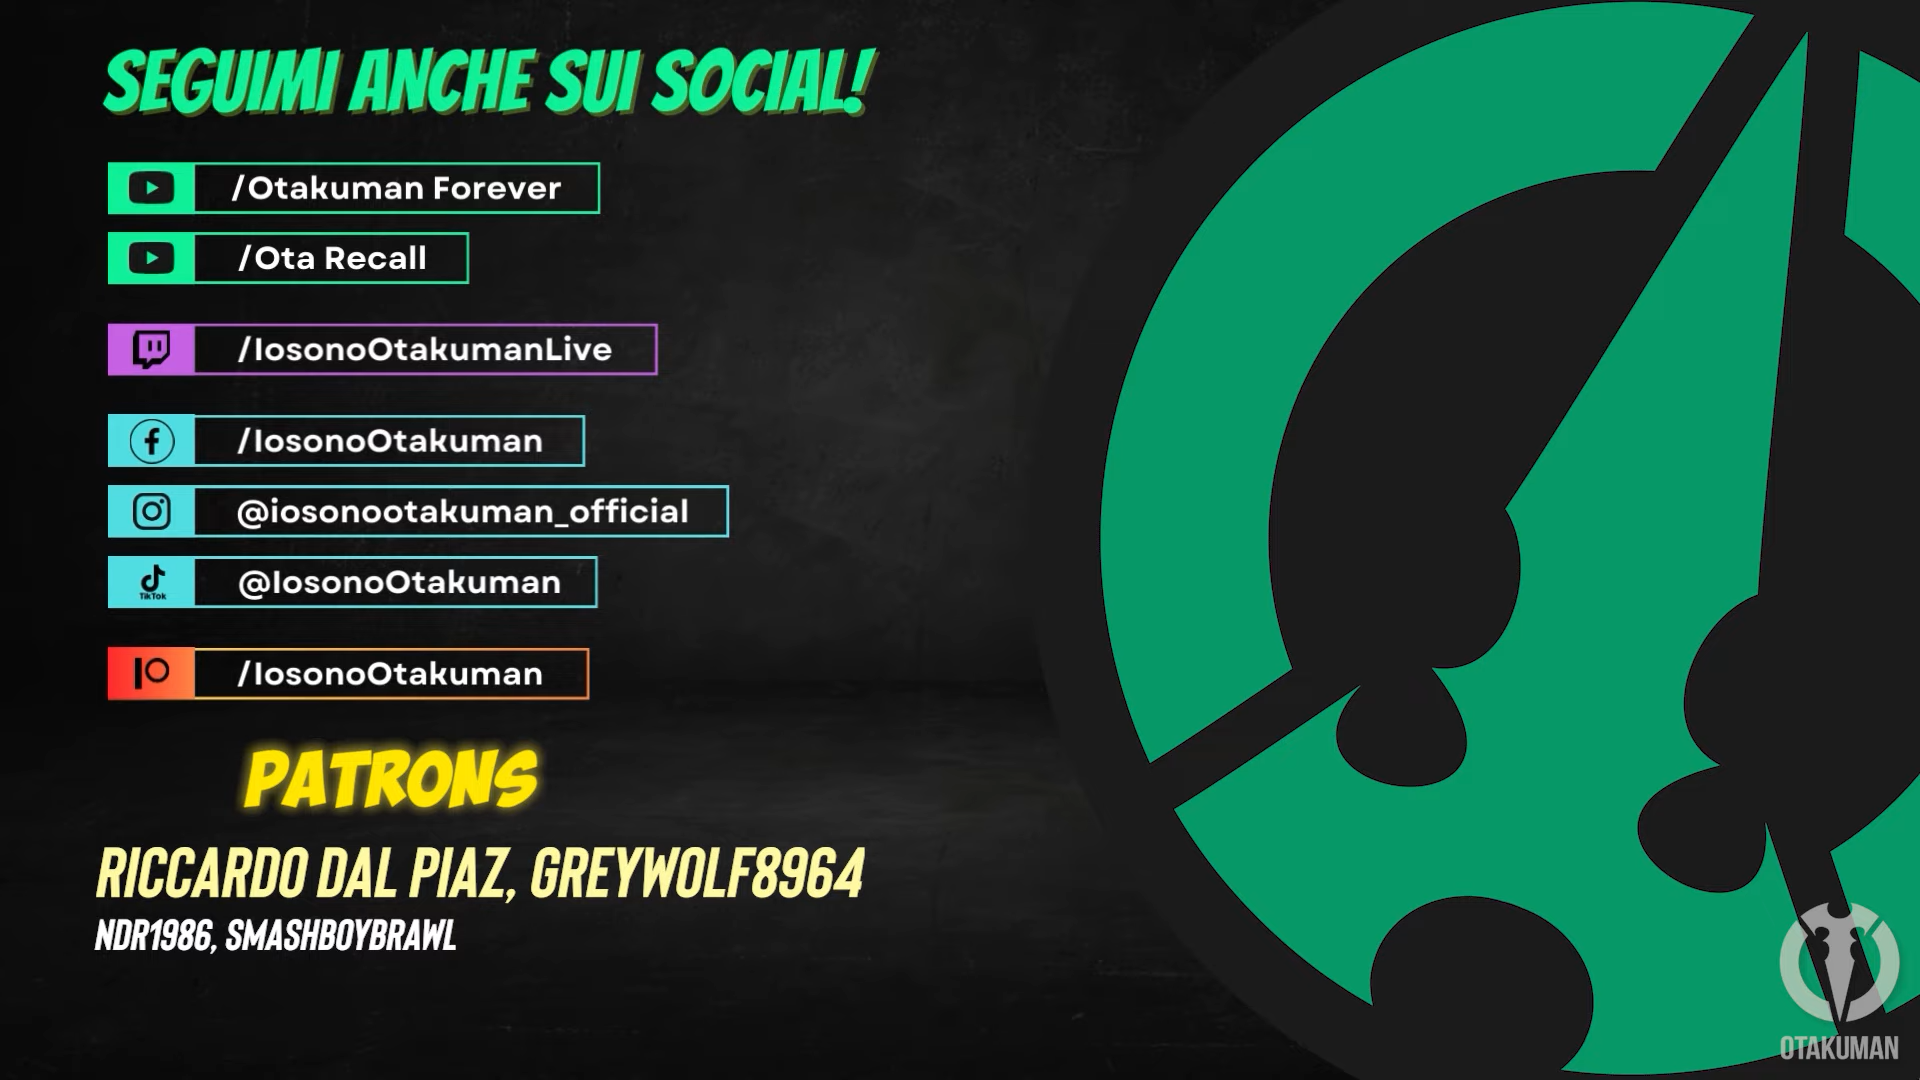 SEGUIMI ANCHE SUI SOCIAL!
/Otakuman Forever
/Ota Recall
/IosonoOtakumanLive
/IosonoOtakuman
@iosonootakuman_official
TikTok
@IosonoOtakuman
/IosonoOtakuman
PATRONS
RICCARDO DAL PIAZ, GREYWOLF8964
NDR1986, SMASHBOYBRAWL
OTAKUMAN